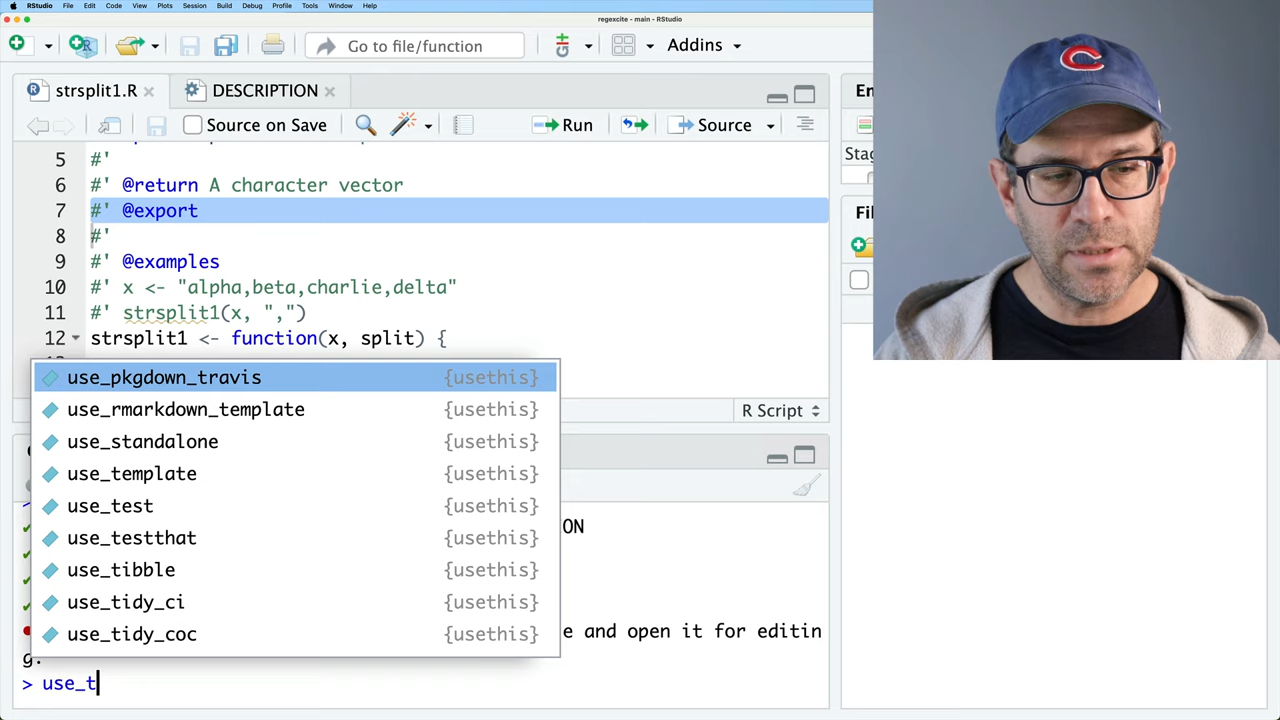 RStudio File Edit Code View Plots Session Build Debug Profile Tools Window Help
regexcite - main - RStudio
Go to file/function Addins
strsplit1.R DESCRIPTION
Source on Save Run Source
5 #'
6 #' @return A character vector
7 #' @export
8 #'
9 #' @examples
10 #' x <- "alpha,beta,charlie,delta"
11 #' strsplit1(x, ",")
12 strsplit1 <- function(x, split) {
use_pkgdown_travis {usethis}
use_rmarkdown_template {usethis}
use_standalone {usethis}
use_template {usethis}
use_test {usethis}
use_testthat {usethis}
use_tibble {usethis}
use_tidy_ci {usethis}
use_tidy_coc {usethis}
R Script
ON
e and open it for editin
g.
> use_t
En
Stag
Fil
C